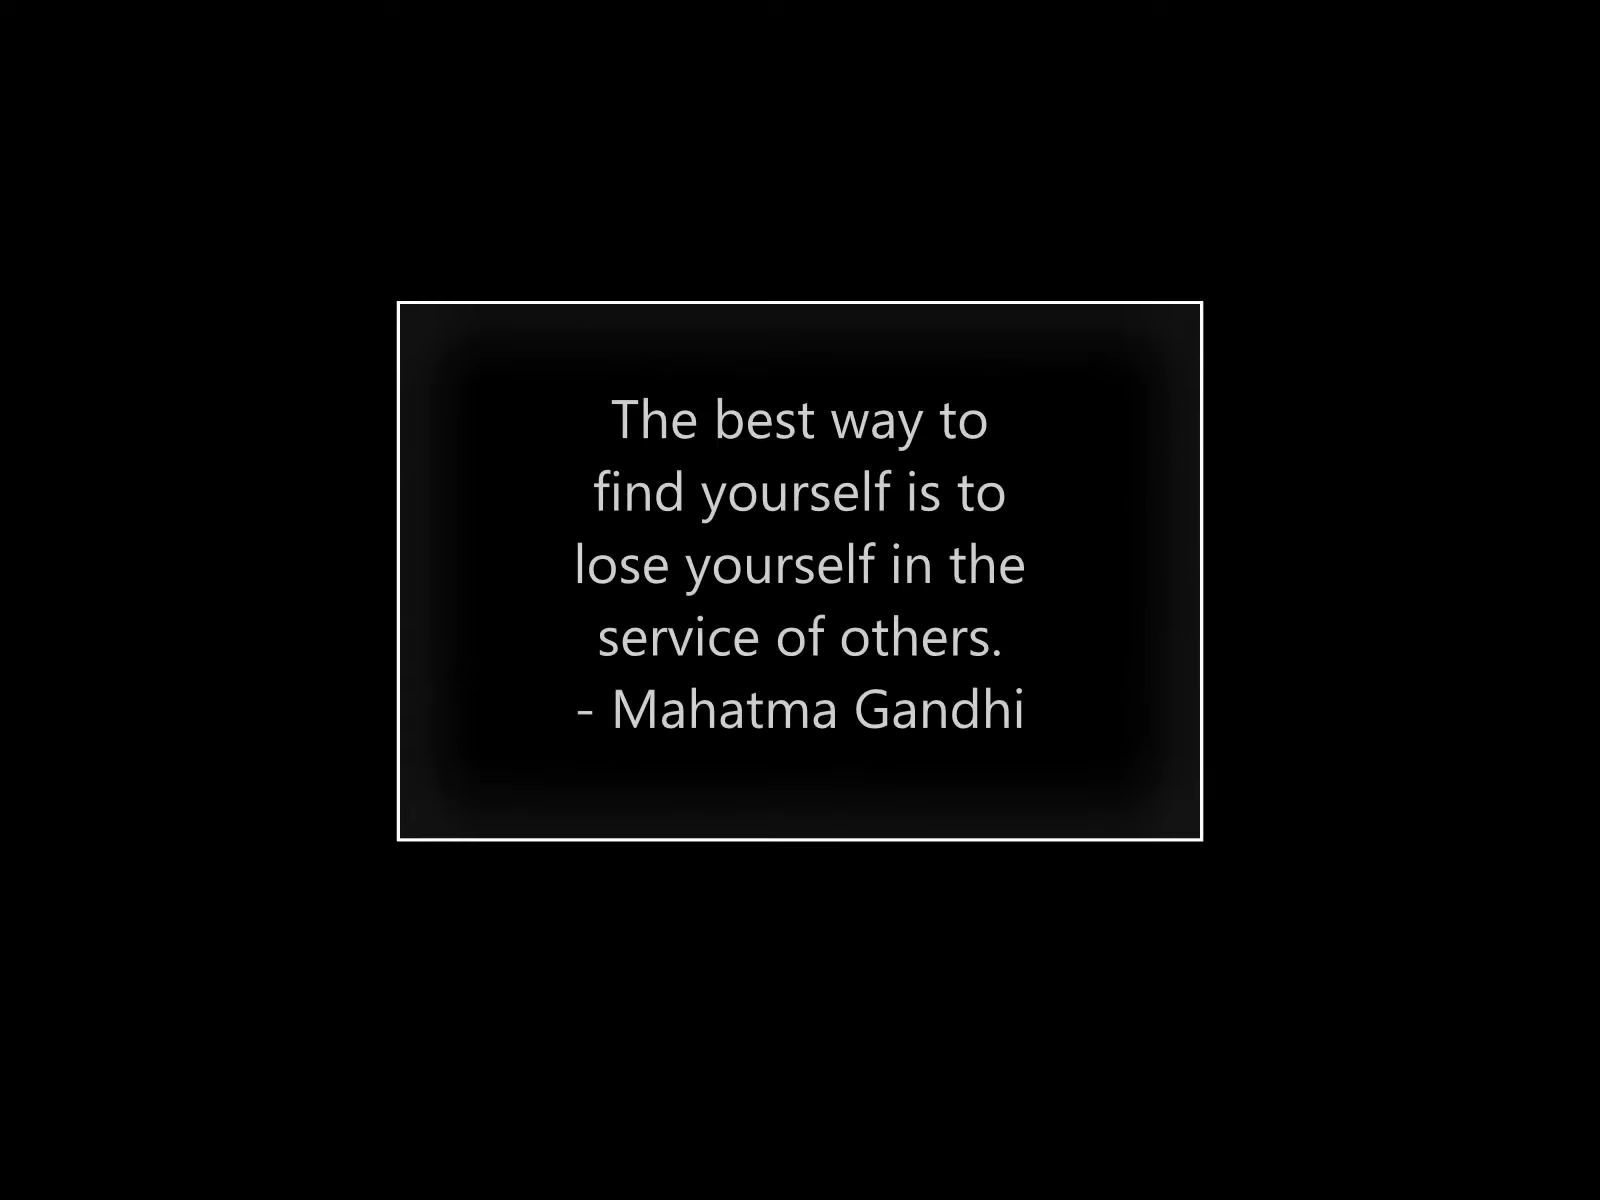 The best way to
find yourself is to
lose yourself in the
service of others.
- Mahatma Gandhi